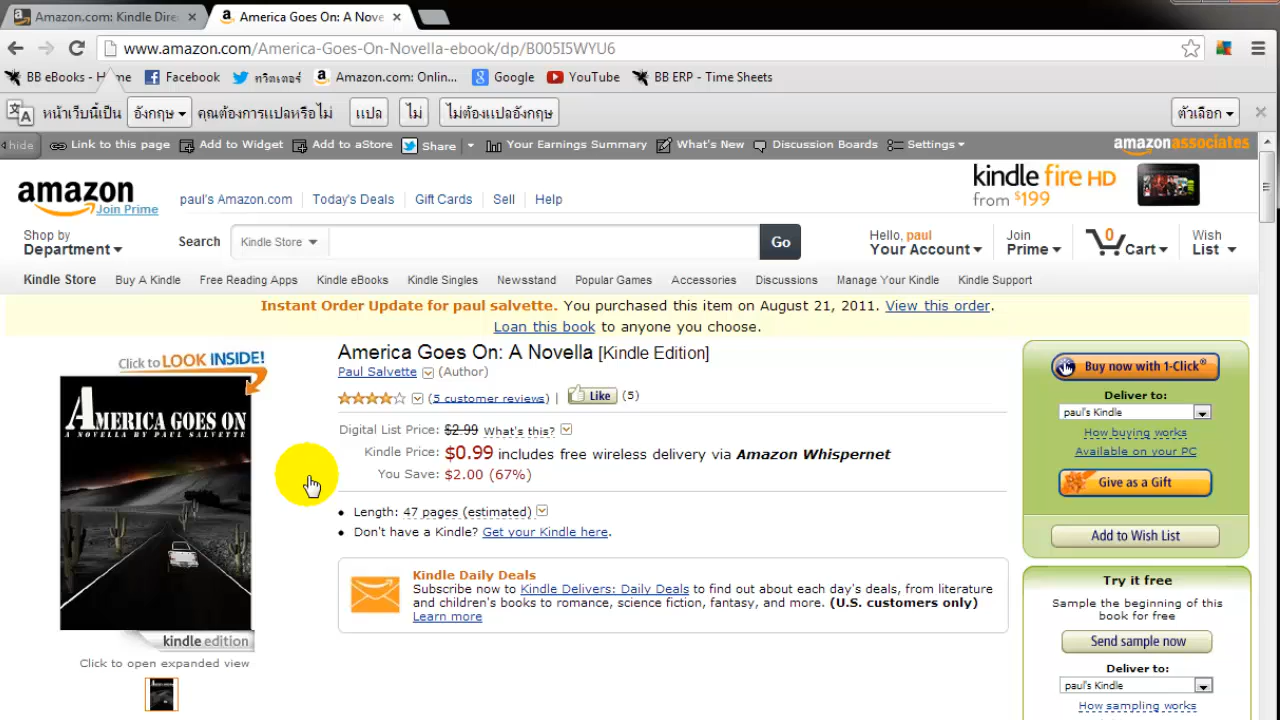 Amazon.com: Kindle Dire
America Goes On: A Nove
www.amazon.com/America-Goes-On-Novella-ebook/dp/B005I5WYU6
BB eBooks - Home Facebook ทวิตเตอร์ Amazon.com: Onlin... Google YouTube BB ERP - Time Sheets
หน้าเว็บนี้เป็น อังกฤษ คุณต้องการแปลหรือไม่ แปล ไม่ ไม่ต้องแปลอังกฤษ ตัวเลือก
hide Link to this page Add to Widget Add to aStore Share Your Earnings Summary What's New Discussion Boards Settings amazonassociates
amazon
Join Prime
paul's Amazon.com Today's Deals Gift Cards Sell Help
kindle fire HD
from $199
Shop by
Department
Search Kindle Store Go
Hello, paul
Your Account
Join
Prime
0
Cart
Wish
List
Kindle Store Buy A Kindle Free Reading Apps Kindle eBooks Kindle Singles Newsstand Popular Games Accessories Discussions Manage Your Kindle Kindle Support
Instant Order Update for paul salvette. You purchased this item on August 21, 2011. View this order.
Loan this book to anyone you choose.
Click to LOOK INSIDE!
AMERICA GOES ON
A NOVELLA BY PAUL SALVETTE
kindle edition
Click to open expanded view
America Goes On: A Novella [Kindle Edition]
Paul Salvette (Author)
(5 customer reviews) | Like (5)
Digital List Price: $2.99 What's this?
Kindle Price: $0.99 includes free wireless delivery via Amazon Whispernet
You Save: $2.00 (67%)
Length: 47 pages (estimated)
Don't have a Kindle? Get your Kindle here.
Kindle Daily Deals
Subscribe now to Kindle Delivers: Daily Deals to find out about each day's deals, from literature
and children's books to romance, science fiction, fantasy, and more. (U.S. customers only)
Learn more
Buy now with 1-Click®
Deliver to:
paul's Kindle
How buying works
Available on your PC
Give as a Gift
Add to Wish List
Try it free
Sample the beginning of this
book for free
Send sample now
Deliver to:
paul's Kindle
How sampling works